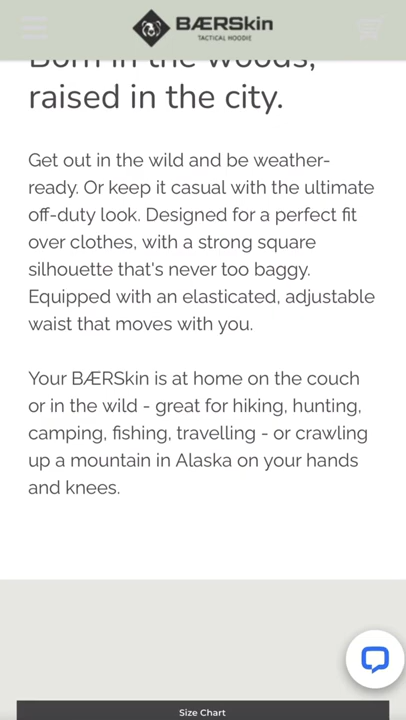 BÆRSkin
TACTICAL HOODIE
Born in the woods,
raised in the city.
Get out in the wild and be weather-
ready. Or keep it casual with the ultimate
off-duty look. Designed for a perfect fit
over clothes, with a strong square
silhouette that's never too baggy.
Equipped with an elasticated, adjustable
waist that moves with you.
Your BÆRSkin is at home on the couch
or in the wild - great for hiking, hunting,
camping, fishing, travelling - or crawling
up a mountain in Alaska on your hands
and knees.
Size Chart